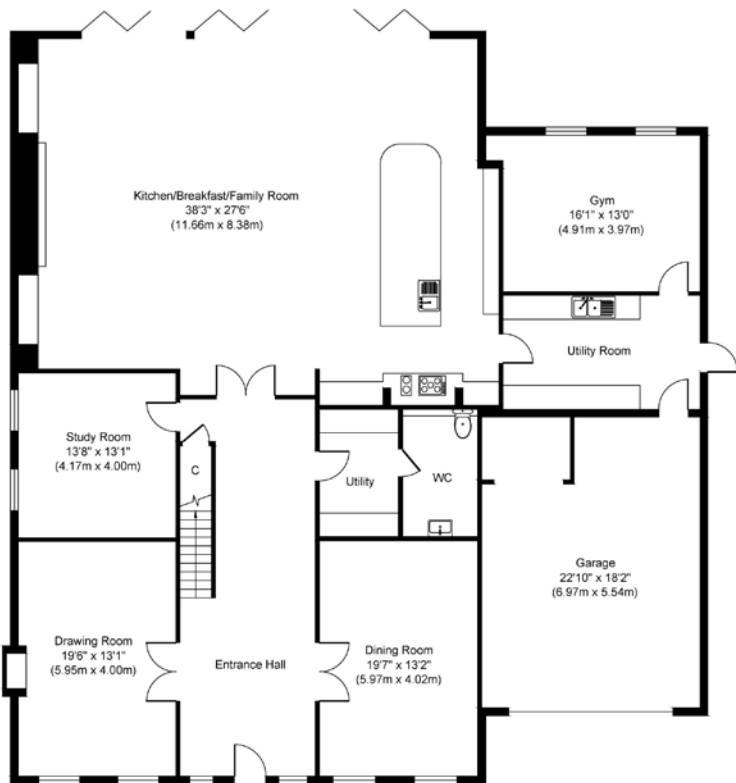 Kitchen/Breakfast/Family Room
38'3" x 27'6"
(11.66m x 8.38m)
Gym
16'1" x 13'0"
(4.91m x 3.97m)
Utility Room
Study Room
13'8" x 13'1"
(4.17m x 4.00m)
C
Utility
WC
Garage
22'10" x 18'2"
(6.97m x 5.54m)
Drawing Room
19'6" x 13'1"
(5.95m x 4.00m)
Entrance Hall
Dining Room
19'7" x 13'2"
(5.97m x 4.02m)